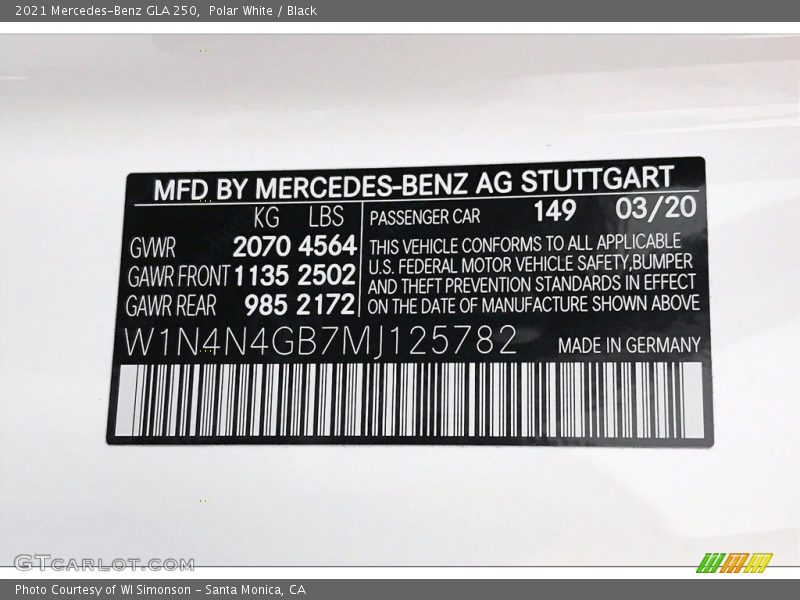 2021 Mercedes-Benz GLA 250,  Polar White / Black
MFD BY MERCEDES-BENZ AG STUTTGART
KG LBS PASSENGER CAR 149 03/20
GVWR 2070 4564 THIS VEHICLE CONFORMS TO ALL APPLICABLE
GAWR FRONT 1135 2502 U.S. FEDERAL MOTOR VEHICLE SAFETY,BUMPER
AND THEFT PREVENTION STANDARDS IN EFFECT
GAWR REAR 985 2172 ON THE DATE OF MANUFACTURE SHOWN ABOVE
W1N4N4GB7MJ125782 MADE IN GERMANY
GTCARLOT.COM
Photo Courtesy of WI Simonson - Santa Monica, CA